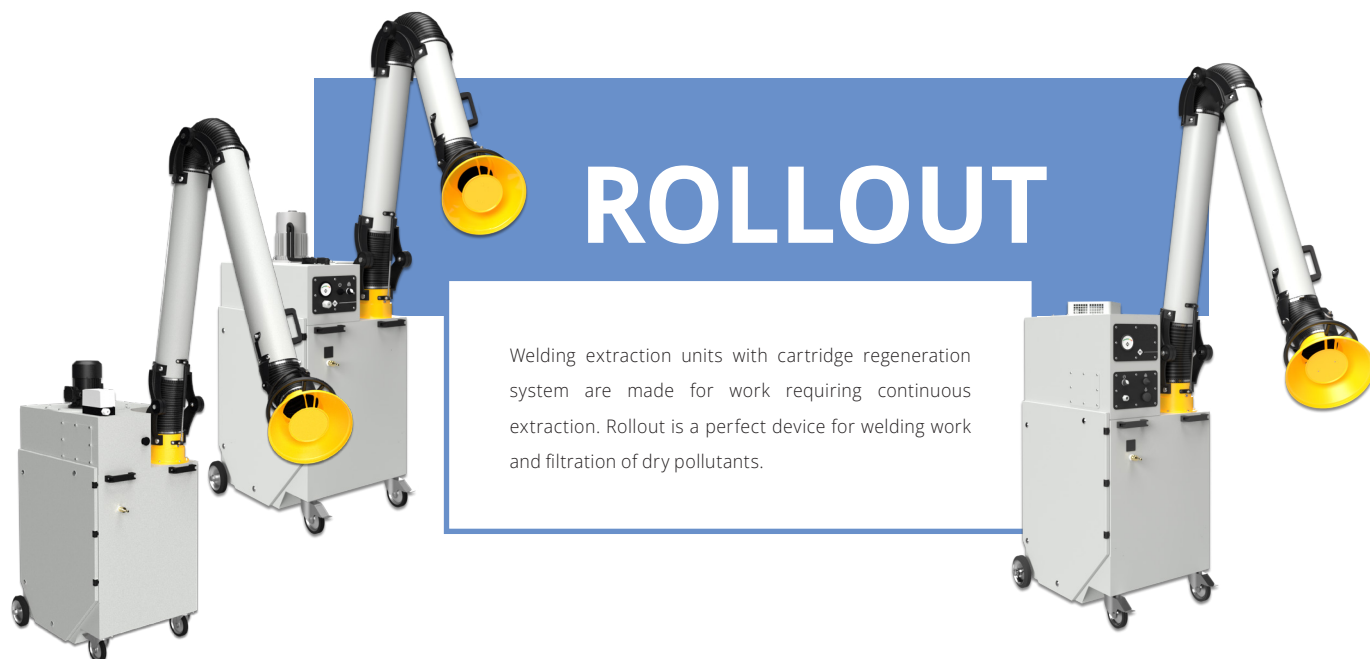 ROLLOUT
Welding extraction units with cartridge regeneration
system are made for work requiring continuous
extraction. Rollout is a perfect device for welding work
and filtration of dry pollutants.